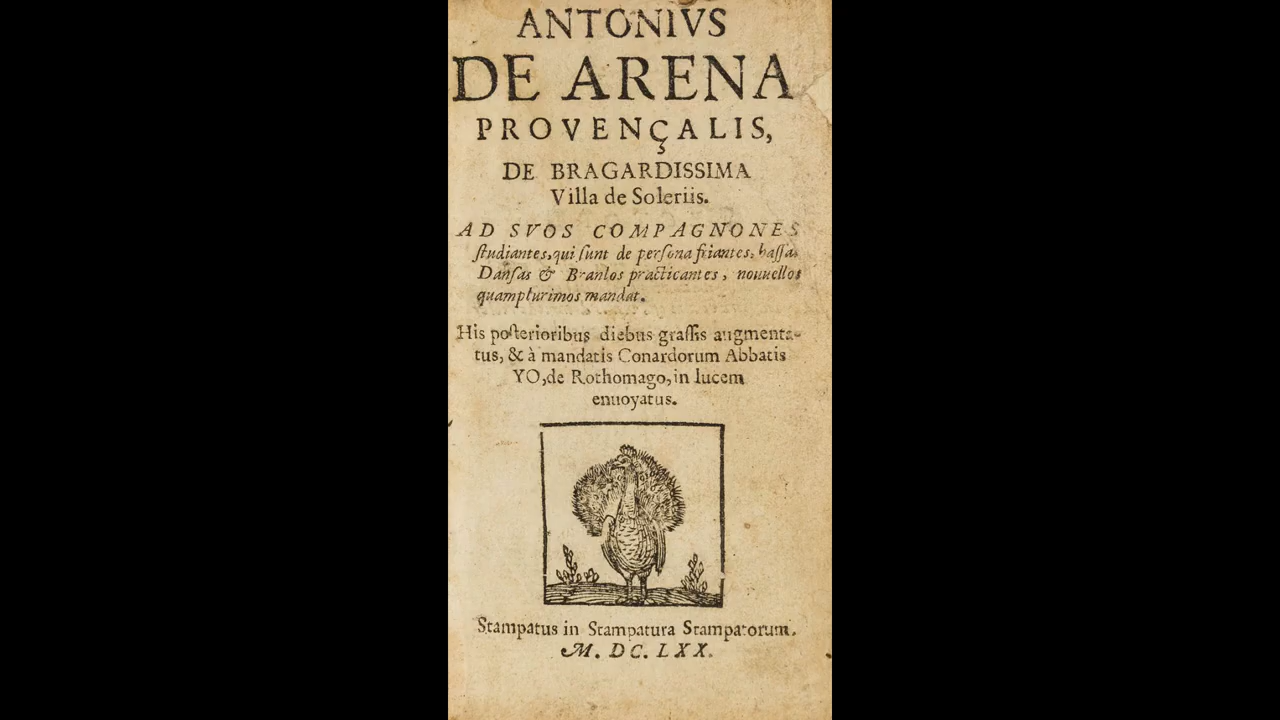 ANTONIVS
DE ARENA
PROVENÇALIS,
DE BRAGARDISSIMA
Villa de Soleriis.
AD SVOS COMPAGNONES
ſtudiantes, qui ſunt de perſona friantes, baſſas
Danſas & Branlos practicantes, nouuellos
quamplurimos mandat.
His poſterioribus diebus graſſis augmenta-
tus, & à mandatis Conardorum Abbatis
YO, de Rothomago, in lucem
enuoyatus.
Stampatus in Stampatura Stampatorum.
M. DC. LXX.